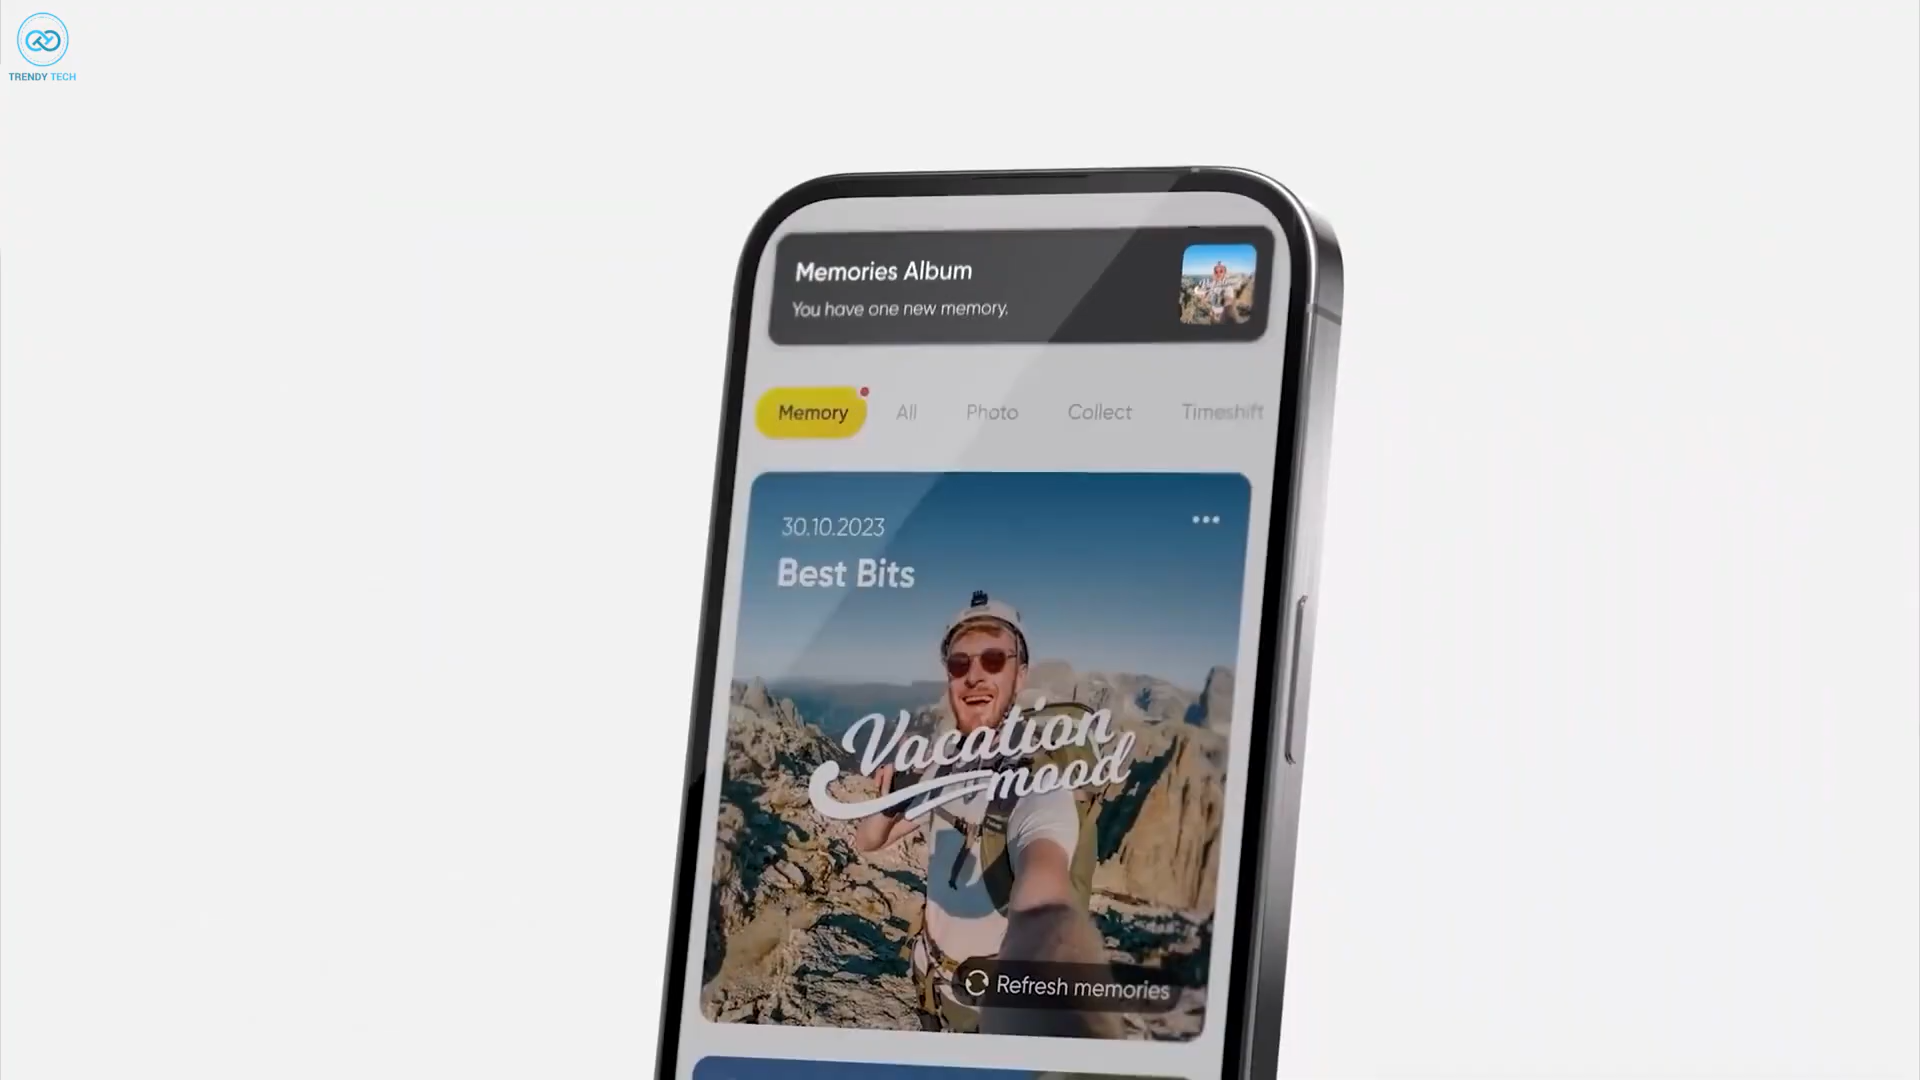 TRENDY TECH
Memories Album
You have one new memory.
Memory All Photo Collect Timeshift
30.10.2023
Best Bits
Vacation
mood
Refresh memories